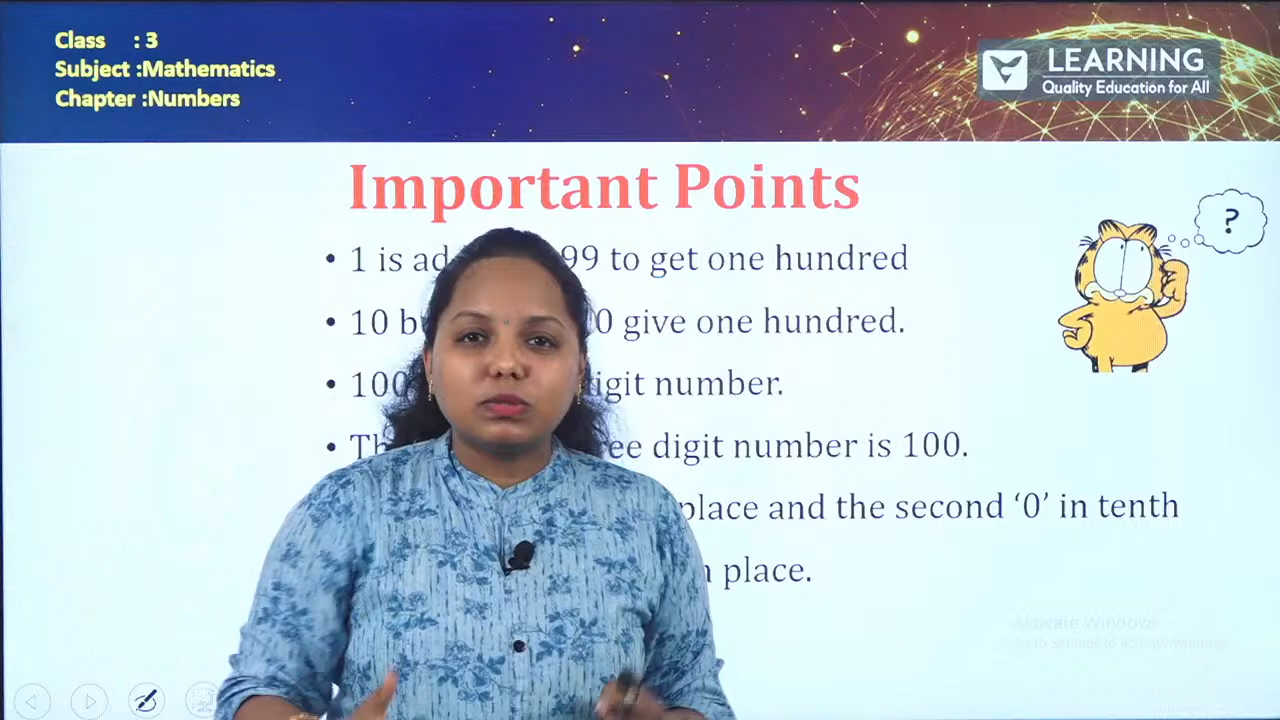 Class : 3
Subject :Mathematics
Chapter :Numbers
LEARNING
Quality Education for All
Important Points
?
• 1 is ad 99 to get one hundred
• 10 b 0 give one hundred.
• 100 igit number.
• Th ee digit number is 100.
place and the second ‘0’ in tenth
place.
Activate Windows